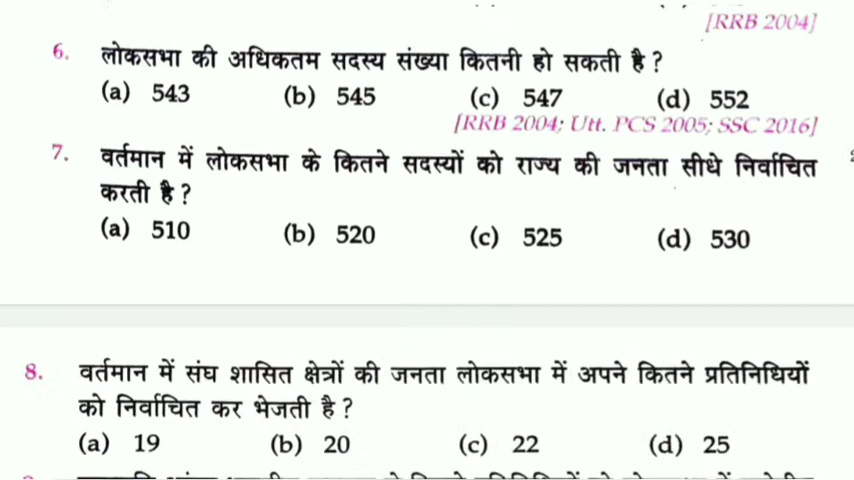 [RRB 2004]
6. लोकसभा की अधिकतम सदस्य संख्या कितनी हो सकती है ?
(a) 543 (b) 545 (c) 547 (d) 552
[RRB 2004; Utt. PCS 2005; SSC 2016]
7. वर्तमान में लोकसभा के कितने सदस्यों को राज्य की जनता सीधे निर्वाचित
करती है ?
(a) 510 (b) 520 (c) 525 (d) 530
8. वर्तमान में संघ शासित क्षेत्रों की जनता लोकसभा में अपने कितने प्रतिनिधियों
को निर्वाचित कर भेजती है ?
(a) 19 (b) 20 (c) 22 (d) 25